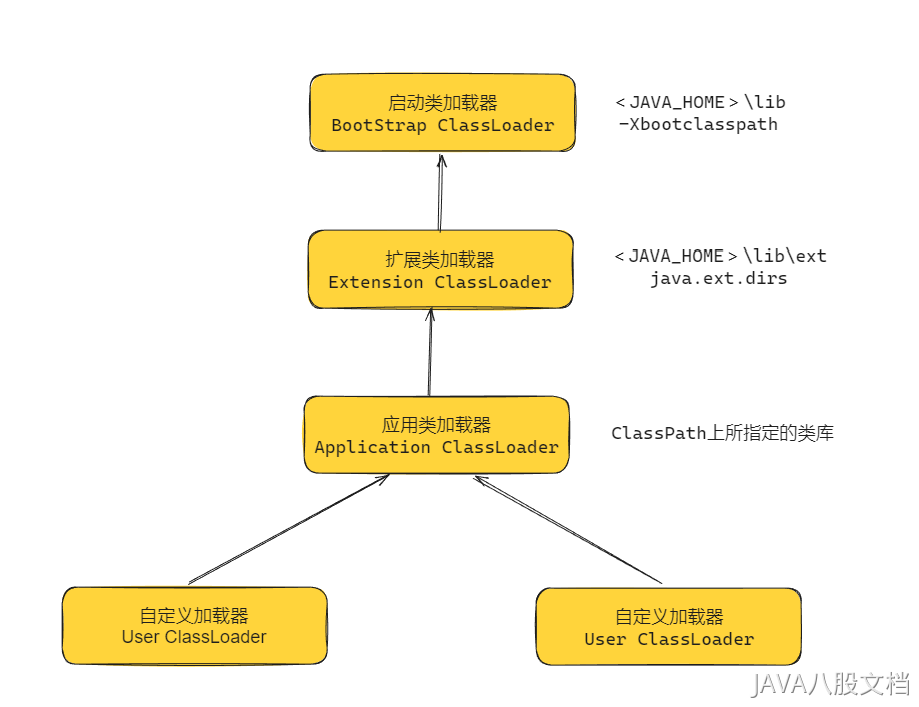 启动类加载器
BootStrap ClassLoader
<JAVA_HOME>\lib
-Xbootclasspath
扩展类加载器
Extension ClassLoader
<JAVA_HOME>\lib\ext
java.ext.dirs
应用类加载器
Application ClassLoader
ClassPath上所指定的类库
自定义加载器
User ClassLoader
自定义加载器
User ClassLoader
JAVA八股文档